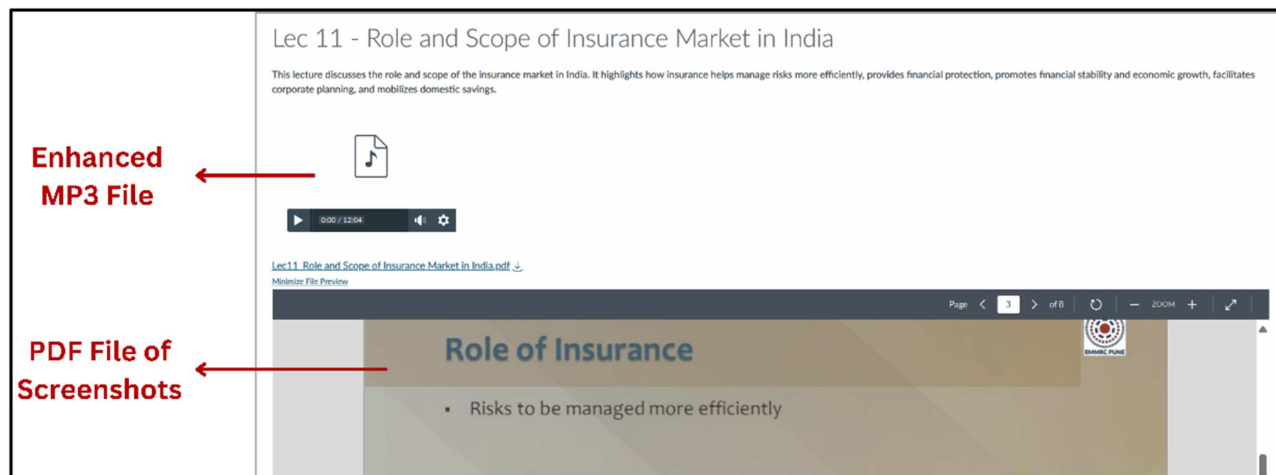 Lec 11 - Role and Scope of Insurance Market in India
This lecture discusses the role and scope of the insurance market in India. It highlights how insurance helps manage risks more efficiently, provides financial protection, promotes financial stability and economic growth, facilitates
corporate planning, and mobilizes domestic savings.
Enhanced
MP3 File
0:00 / 12:04
Lec11_Role and Scope of Insurance Market in India.pdf
Minimize File Preview
Page < 3 > of 8 − ZOOM +
PDF File of
Screenshots
Role of Insurance
EMMRC PUNE
• Risks to be managed more efficiently